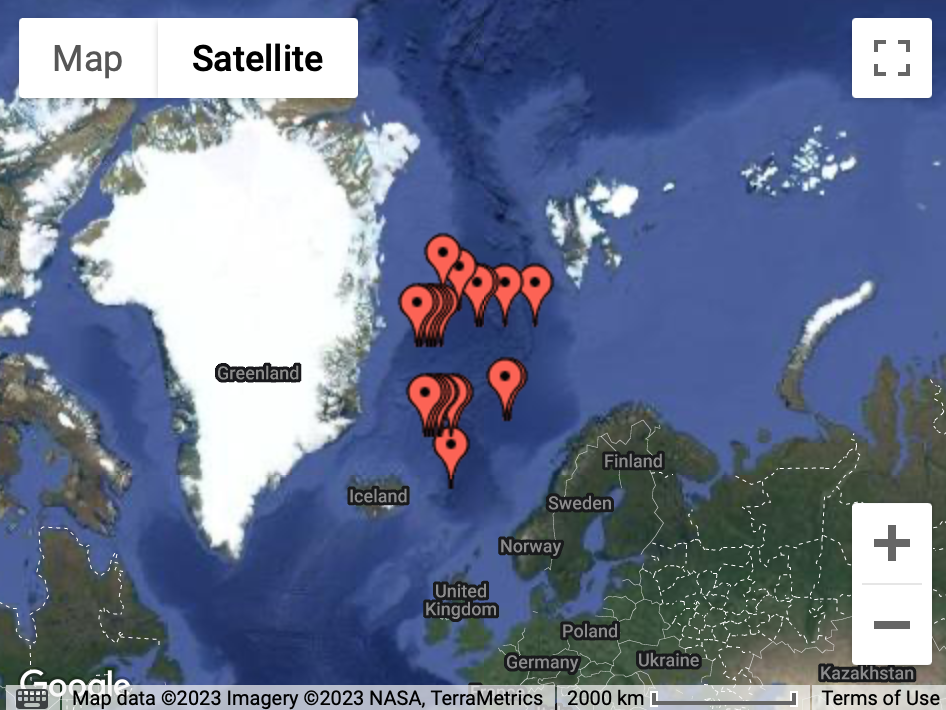 Map
Satellite
Greenland
Finland
Iceland
Sweden
Norway
United
Kingdom
Poland
Germany
Ukraine
Kazakhstan
Google
Map data ©2023 Imagery ©2023 NASA, TerraMetrics
2000 km
Terms of Use